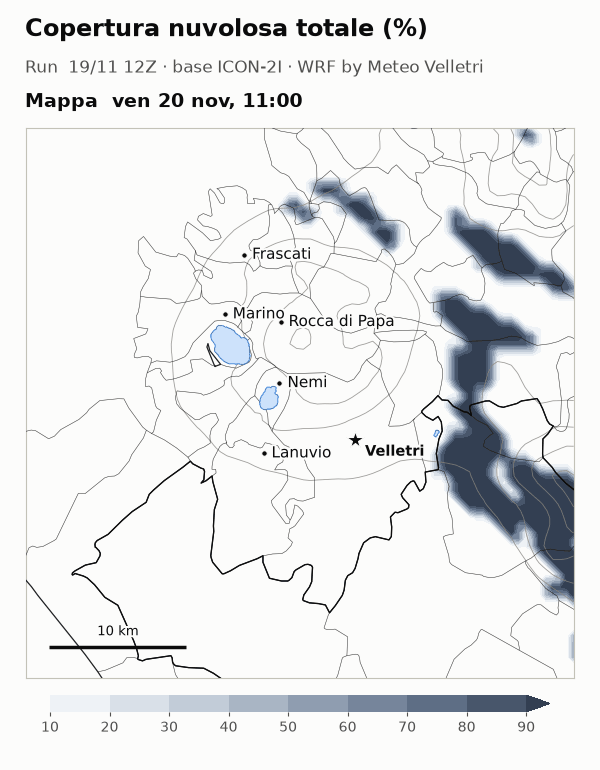 Copertura nuvolosa totale (%)
Run  19/11 12Z · base ICON-2I · WRF by Meteo Velletri
Mappa  ven 20 nov, 11:00
Frascati
Marino
Rocca di Papa
Nemi
Velletri
Lanuvio
10 km
10 20 30 40 50 60 70 80 90